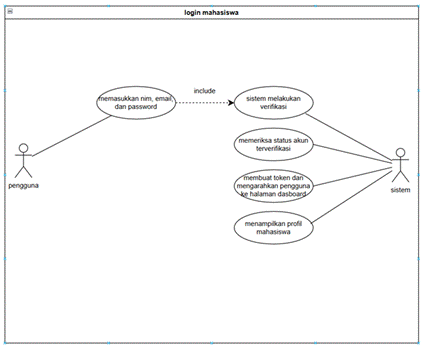 login mahasiswa
include
memasukkan nim, email,
dan password
sistem melakukan
verifikasi
memeriksa status akun
terverifikasi
pengguna
sistem
membuat token dan
mengarahkan pengguna
ke halaman dasboard
menampilkan profil
mahasiswa